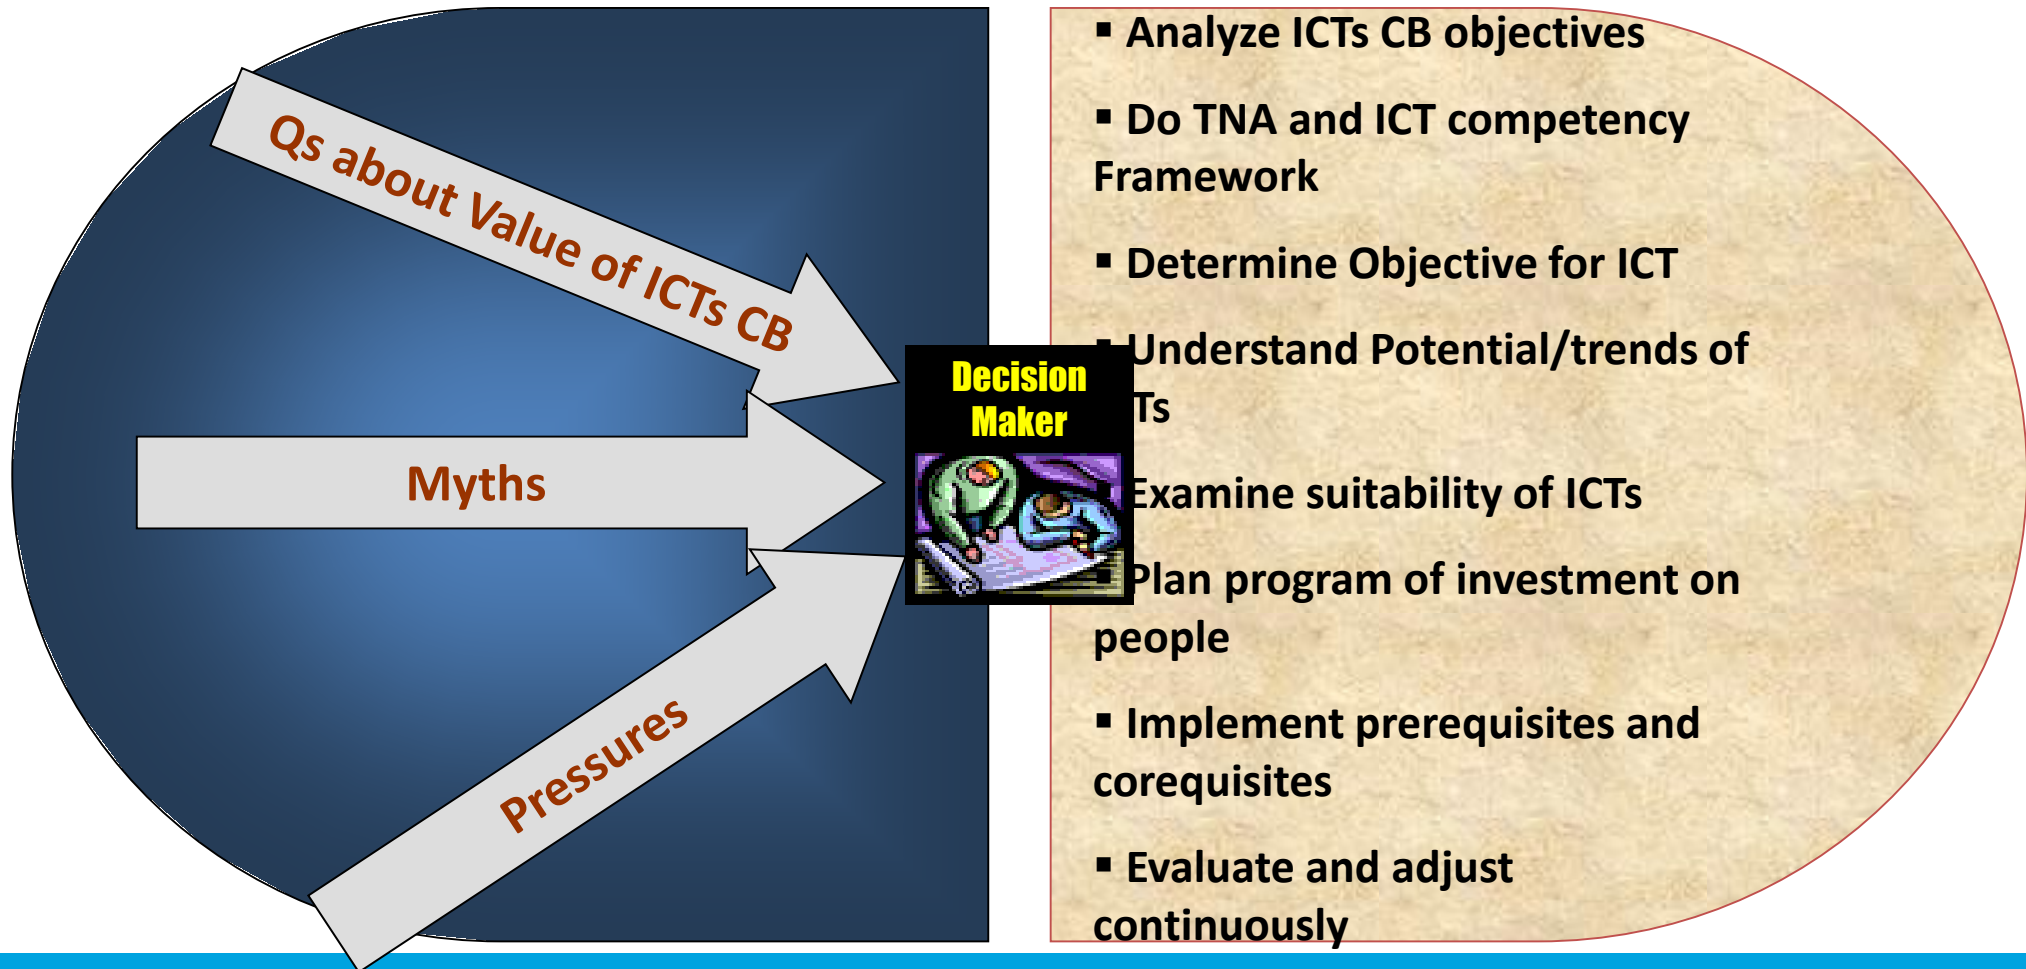 Qs about Value of ICTs CB
Myths
Pressures
Decision
Maker
▪ Analyze ICTs CB objectives
▪ Do TNA and ICT competency
Framework
▪ Determine Objective for ICT
▪ Understand Potential/trends of
Ts
Examine suitability of ICTs
▪ Plan program of investment on
people
▪ Implement prerequisites and
corequisites
▪ Evaluate and adjust
continuously